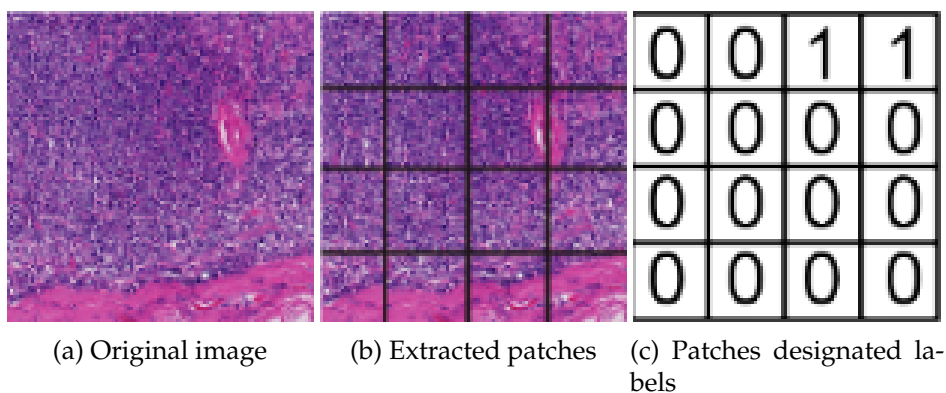 0 0 1 1
0 0 0 0
0 0 0 0
0 0 0 0
(a) Original image
(b) Extracted patches
(c) Patches designated la-
bels